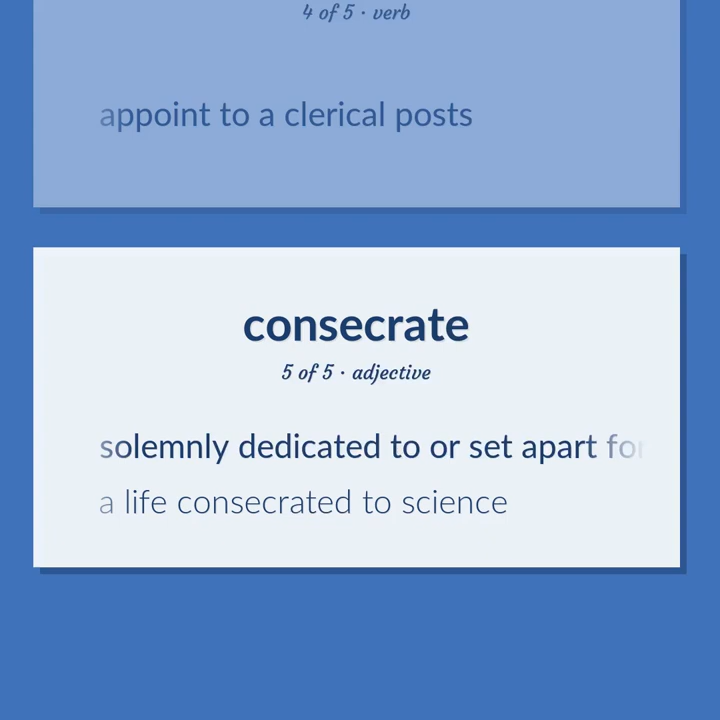 4 of 5 · verb
appoint to a clerical posts
consecrate
5 of 5 · adjective
solemnly dedicated to or set apart for
a life consecrated to science